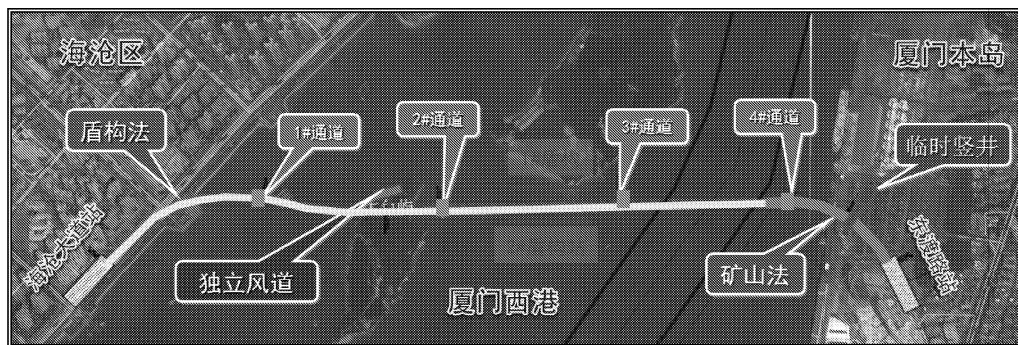 海沧区
厦门本岛
盾构法
1#通道
2#通道
3#通道
4#通道
临时竖井
海沧大道站
独立风道
厦门西港
矿山法
东渡路站